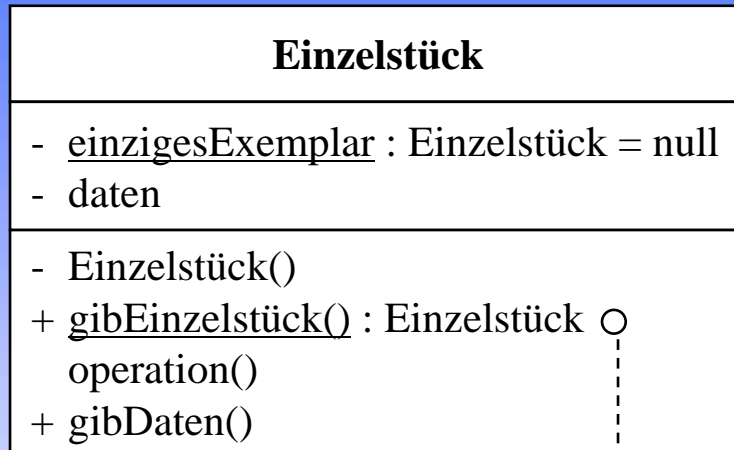 Einzelstück
- einzigesExemplar : Einzelstück = null
- daten
- Einzelstück()
+ gibEinzelstück() : Einzelstück
operation()
+ gibDaten()